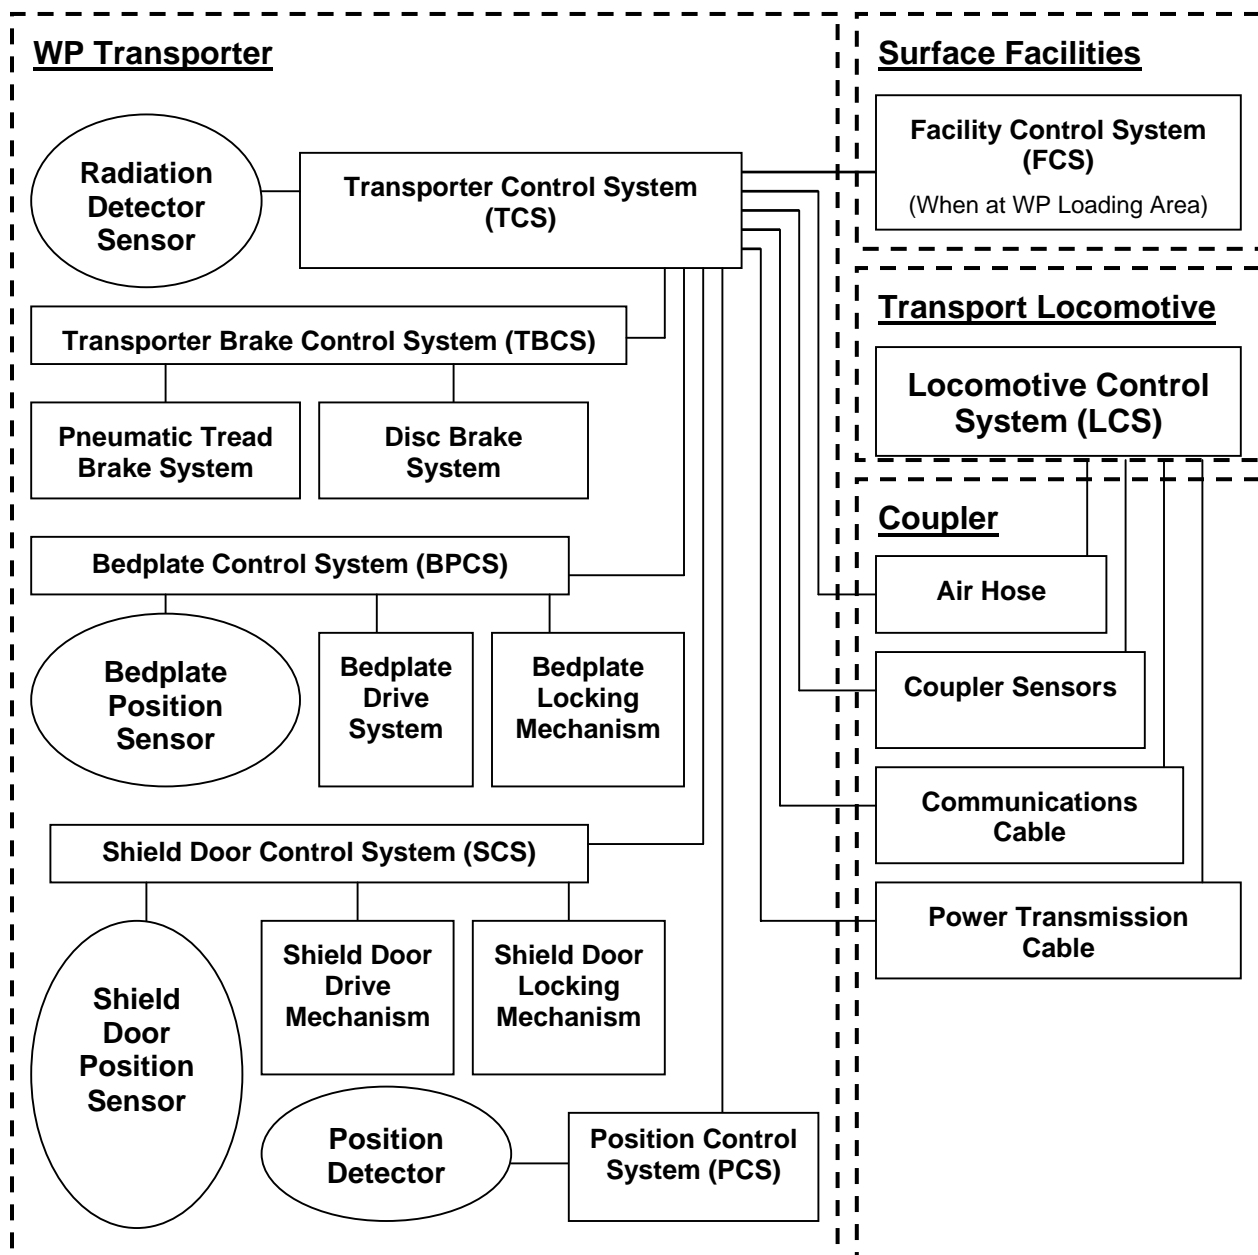 WP Transporter
Radiation
Detector
Sensor
Transporter Control System
(TCS)
Transporter Brake Control System (TBCS)
Pneumatic Tread
Brake System
Disc Brake
System
Bedplate Control System (BPCS)
Bedplate
Position
Sensor
Bedplate
Drive
System
Bedplate
Locking
Mechanism
Shield Door Control System (SCS)
Shield
Door
Position
Sensor
Shield Door
Drive
Mechanism
Shield Door
Locking
Mechanism
Position
Detector
Position Control
System (PCS)
Surface Facilities
Facility Control System
(FCS)
(When at WP Loading Area)
Transport Locomotive
Locomotive Control
System (LCS)
Coupler
Air Hose
Coupler Sensors
Communications
Cable
Power Transmission
Cable